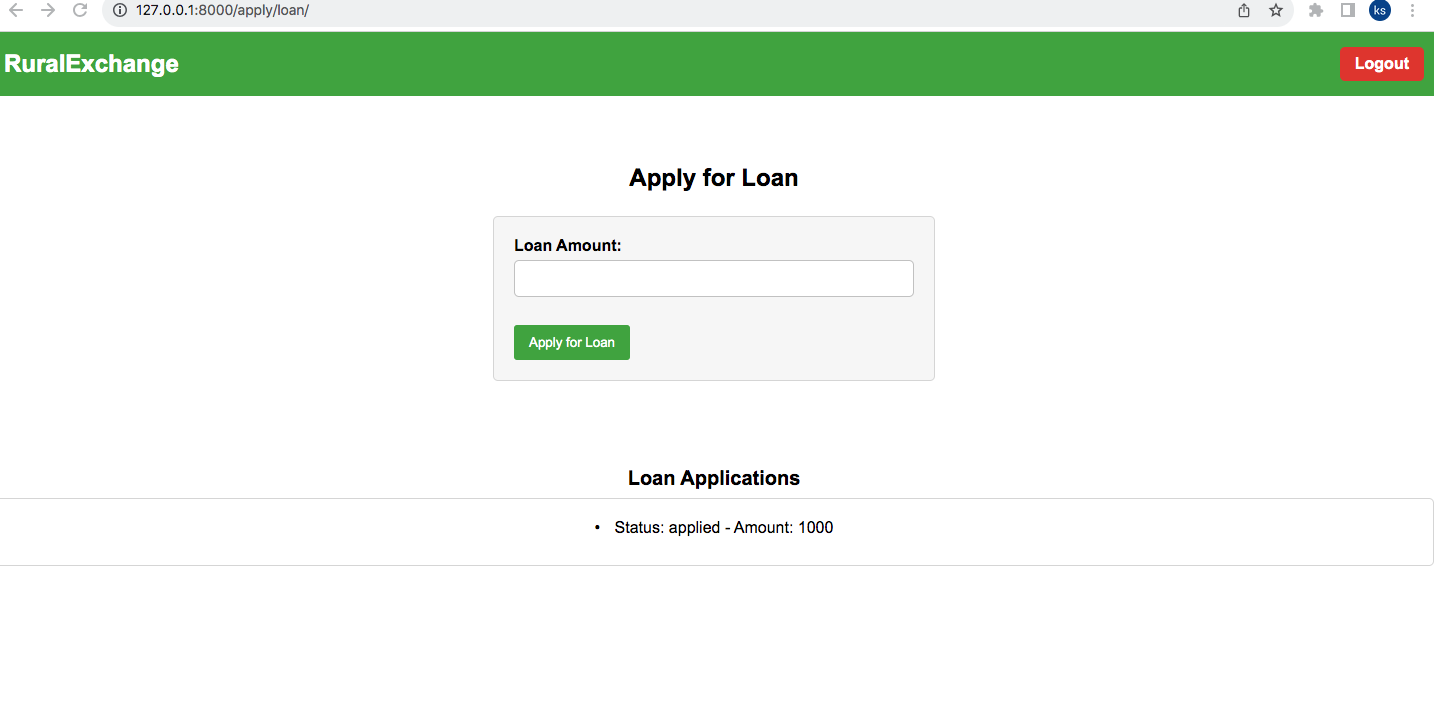 127.0.0.1:8000/apply/loan/
ks
RuralExchange
Logout
Apply for Loan
Loan Amount:
Apply for Loan
Loan Applications
• Status: applied - Amount: 1000